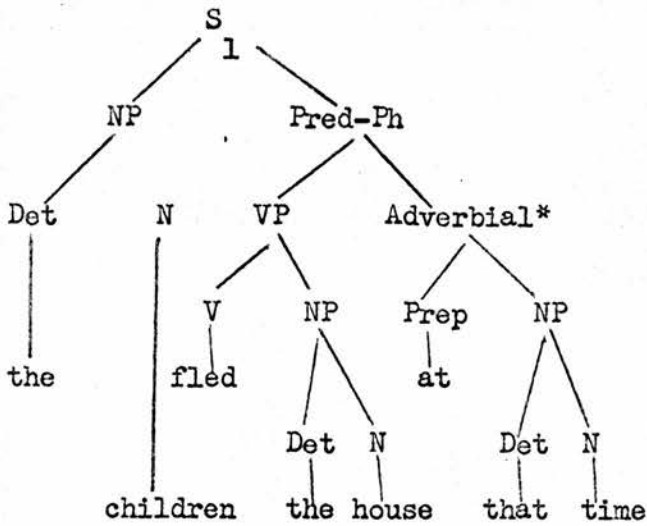 S
1
NP Pred-Ph
Det N VP Adverbial*
V NP Prep NP
the fled at
Det N Det N
children the house that time